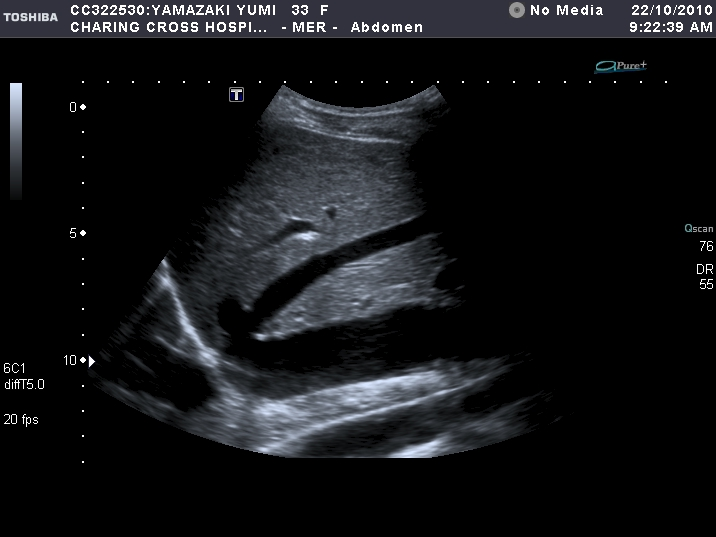 TOSHIBA
CC322530:YAMAZAKI YUMI 33 F
No Media
22/10/2010
CHARING CROSS HOSPI... - MER - Abdomen
9:22:39 AM
APure+
T
0
5
Qscan
76
DR
55
10
6C1
diffT5.0
20 fps